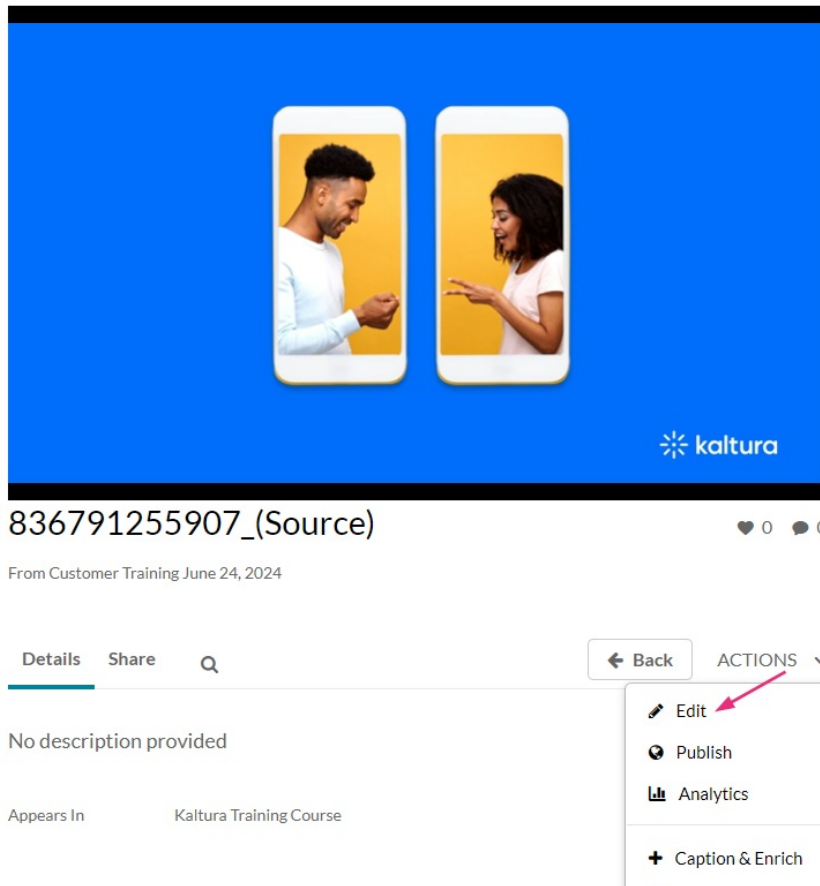 kaltura
836791255907_(Source)
0
From Customer Training June 24, 2024
Details Share
Back ACTIONS
Edit
No description provided
Publish
Analytics
Appears In Kaltura Training Course
Caption & Enrich